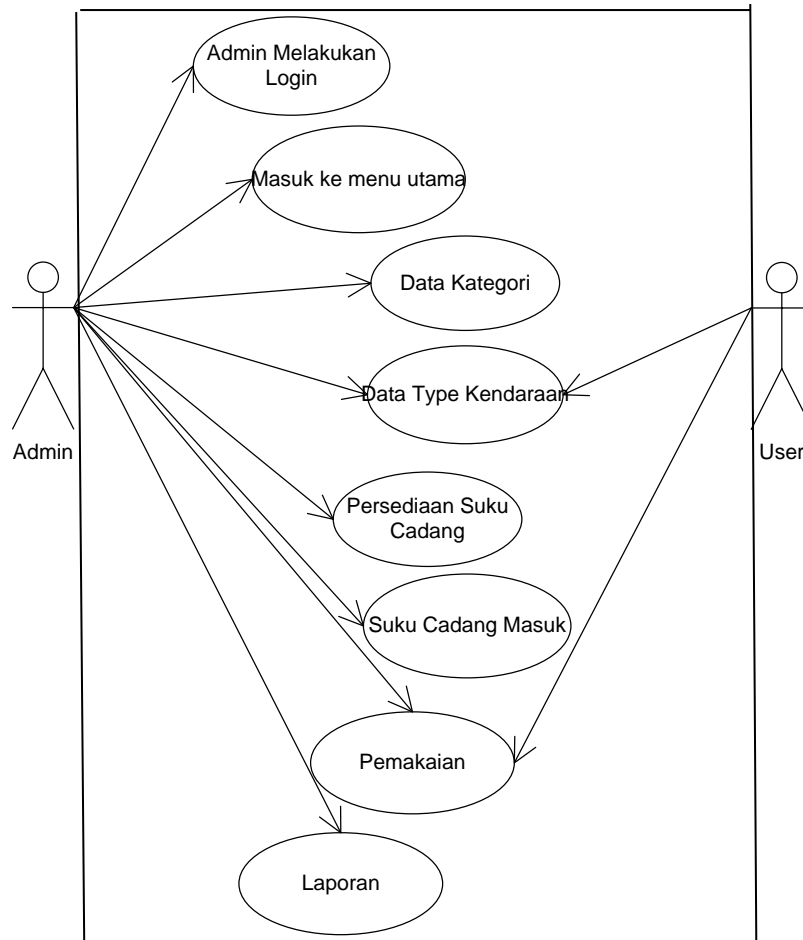 Admin Melakukan
Login
Masuk ke menu utama
Data Kategori
Data Type Kendaraan
Admin
User
Persediaan Suku
Cadang
Suku Cadang Masuk
Pemakaian
Laporan